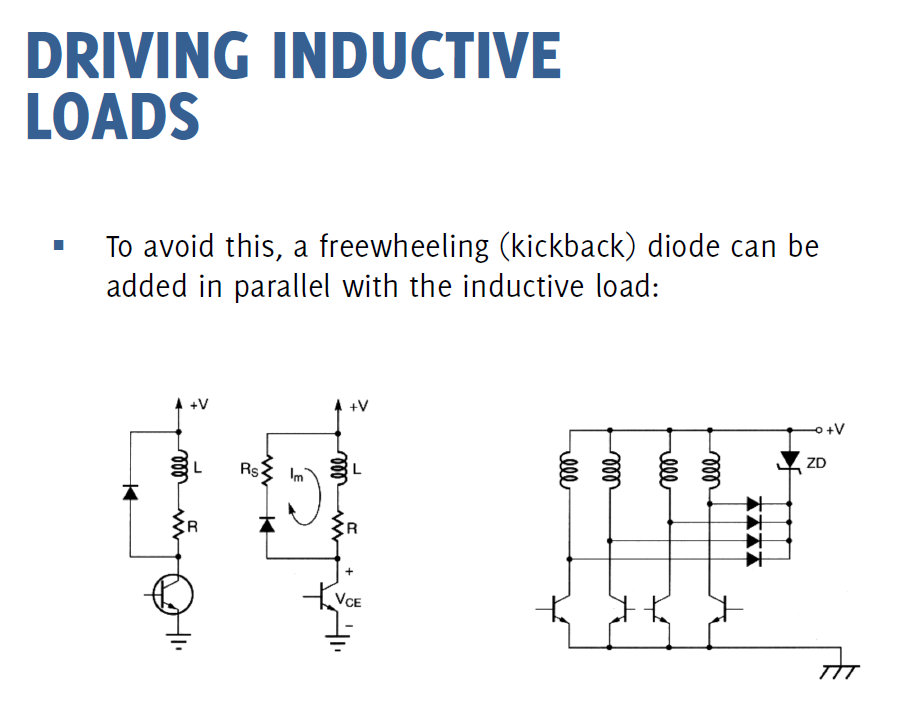 DRIVING INDUCTIVE
LOADS
▪ To avoid this, a freewheeling (kickback) diode can be
added in parallel with the inductive load:
+V
L
R
+V
RS
Im
L
R
+
VCE
−
+V
ZD